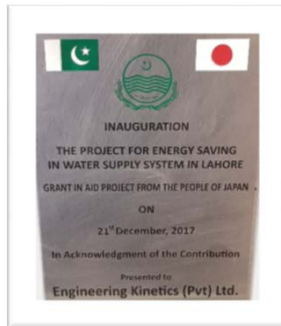 INAUGURATION
THE PROJECT FOR ENERGY SAVING
IN WATER SUPPLY SYSTEM IN LAHORE
GRANT IN AID PROJECT FROM THE PEOPLE OF JAPAN .
ON
21st December, 2017
In Acknowledgment of the Contribution
Presented to
Engineering Kinetics (Pvt) Ltd.